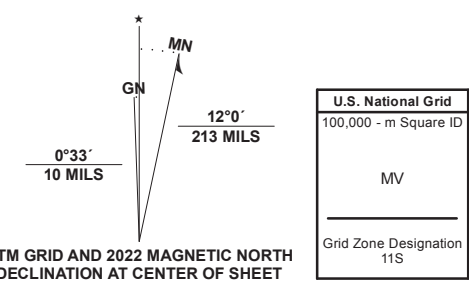 ★
MN
GN
12°0´
213 MILS
0°33´
10 MILS
TM GRID AND 2022 MAGNETIC NORTH
DECLINATION AT CENTER OF SHEET
U.S. National Grid
100,000 - m Square ID
MV
Grid Zone Designation
11S